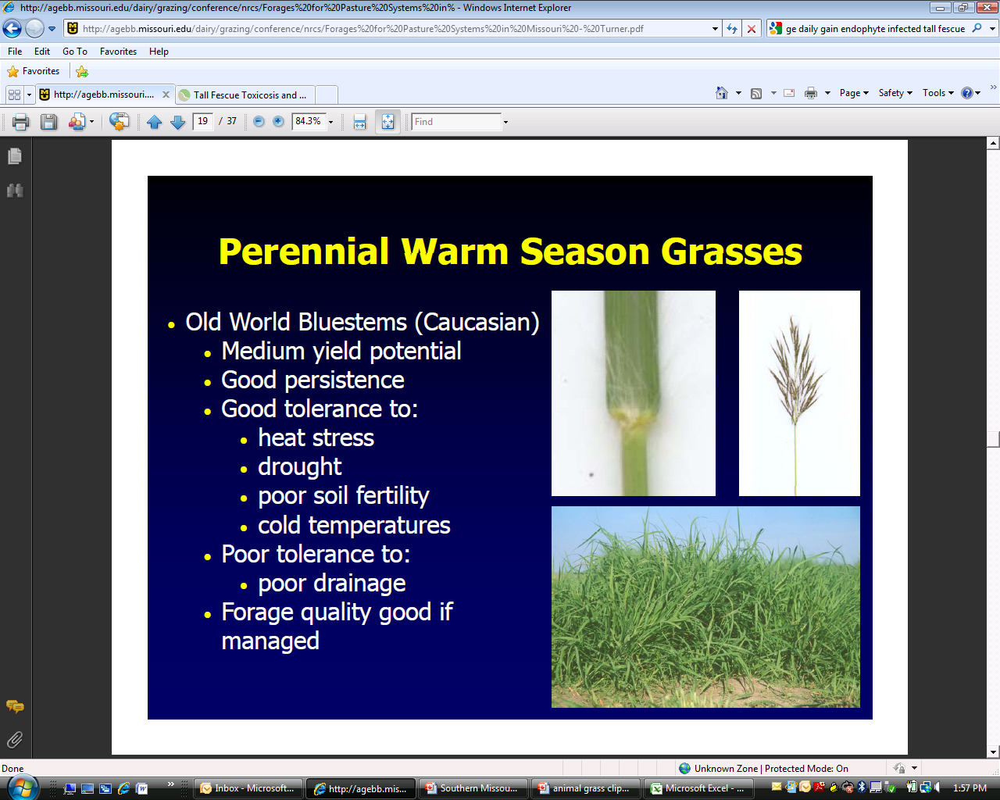 http://agebb.missouri.edu/dairy/grazing/conference/nrcs/Forages%20for%20Pasture%20Systems%20in% - Windows Internet Explorer
http://agebb.missouri.edu/dairy/grazing/conference/nrcs/Forages%20for%20Pasture%20Systems%20in%20Missouri%20-%20Turner.pdf
ge daily gain endophyte infected tall fescue
File Edit Go To Favorites Help
Favorites
http://agebb.missouri....
Tall Fescue Toxicosis and ...
Page Safety Tools
19 / 37 84.3% Find
Perennial Warm Season Grasses
• Old World Bluestems (Caucasian)
• Medium yield potential
• Good persistence
• Good tolerance to:
• heat stress
• drought
• poor soil fertility
• cold temperatures
• Poor tolerance to:
• poor drainage
• Forage quality good if
managed
Done
Unknown Zone | Protected Mode: On
Inbox - Microsoft... http://agebb.mis... Southern Missou... animal grass clip... Microsoft Excel - ... 1:57 PM